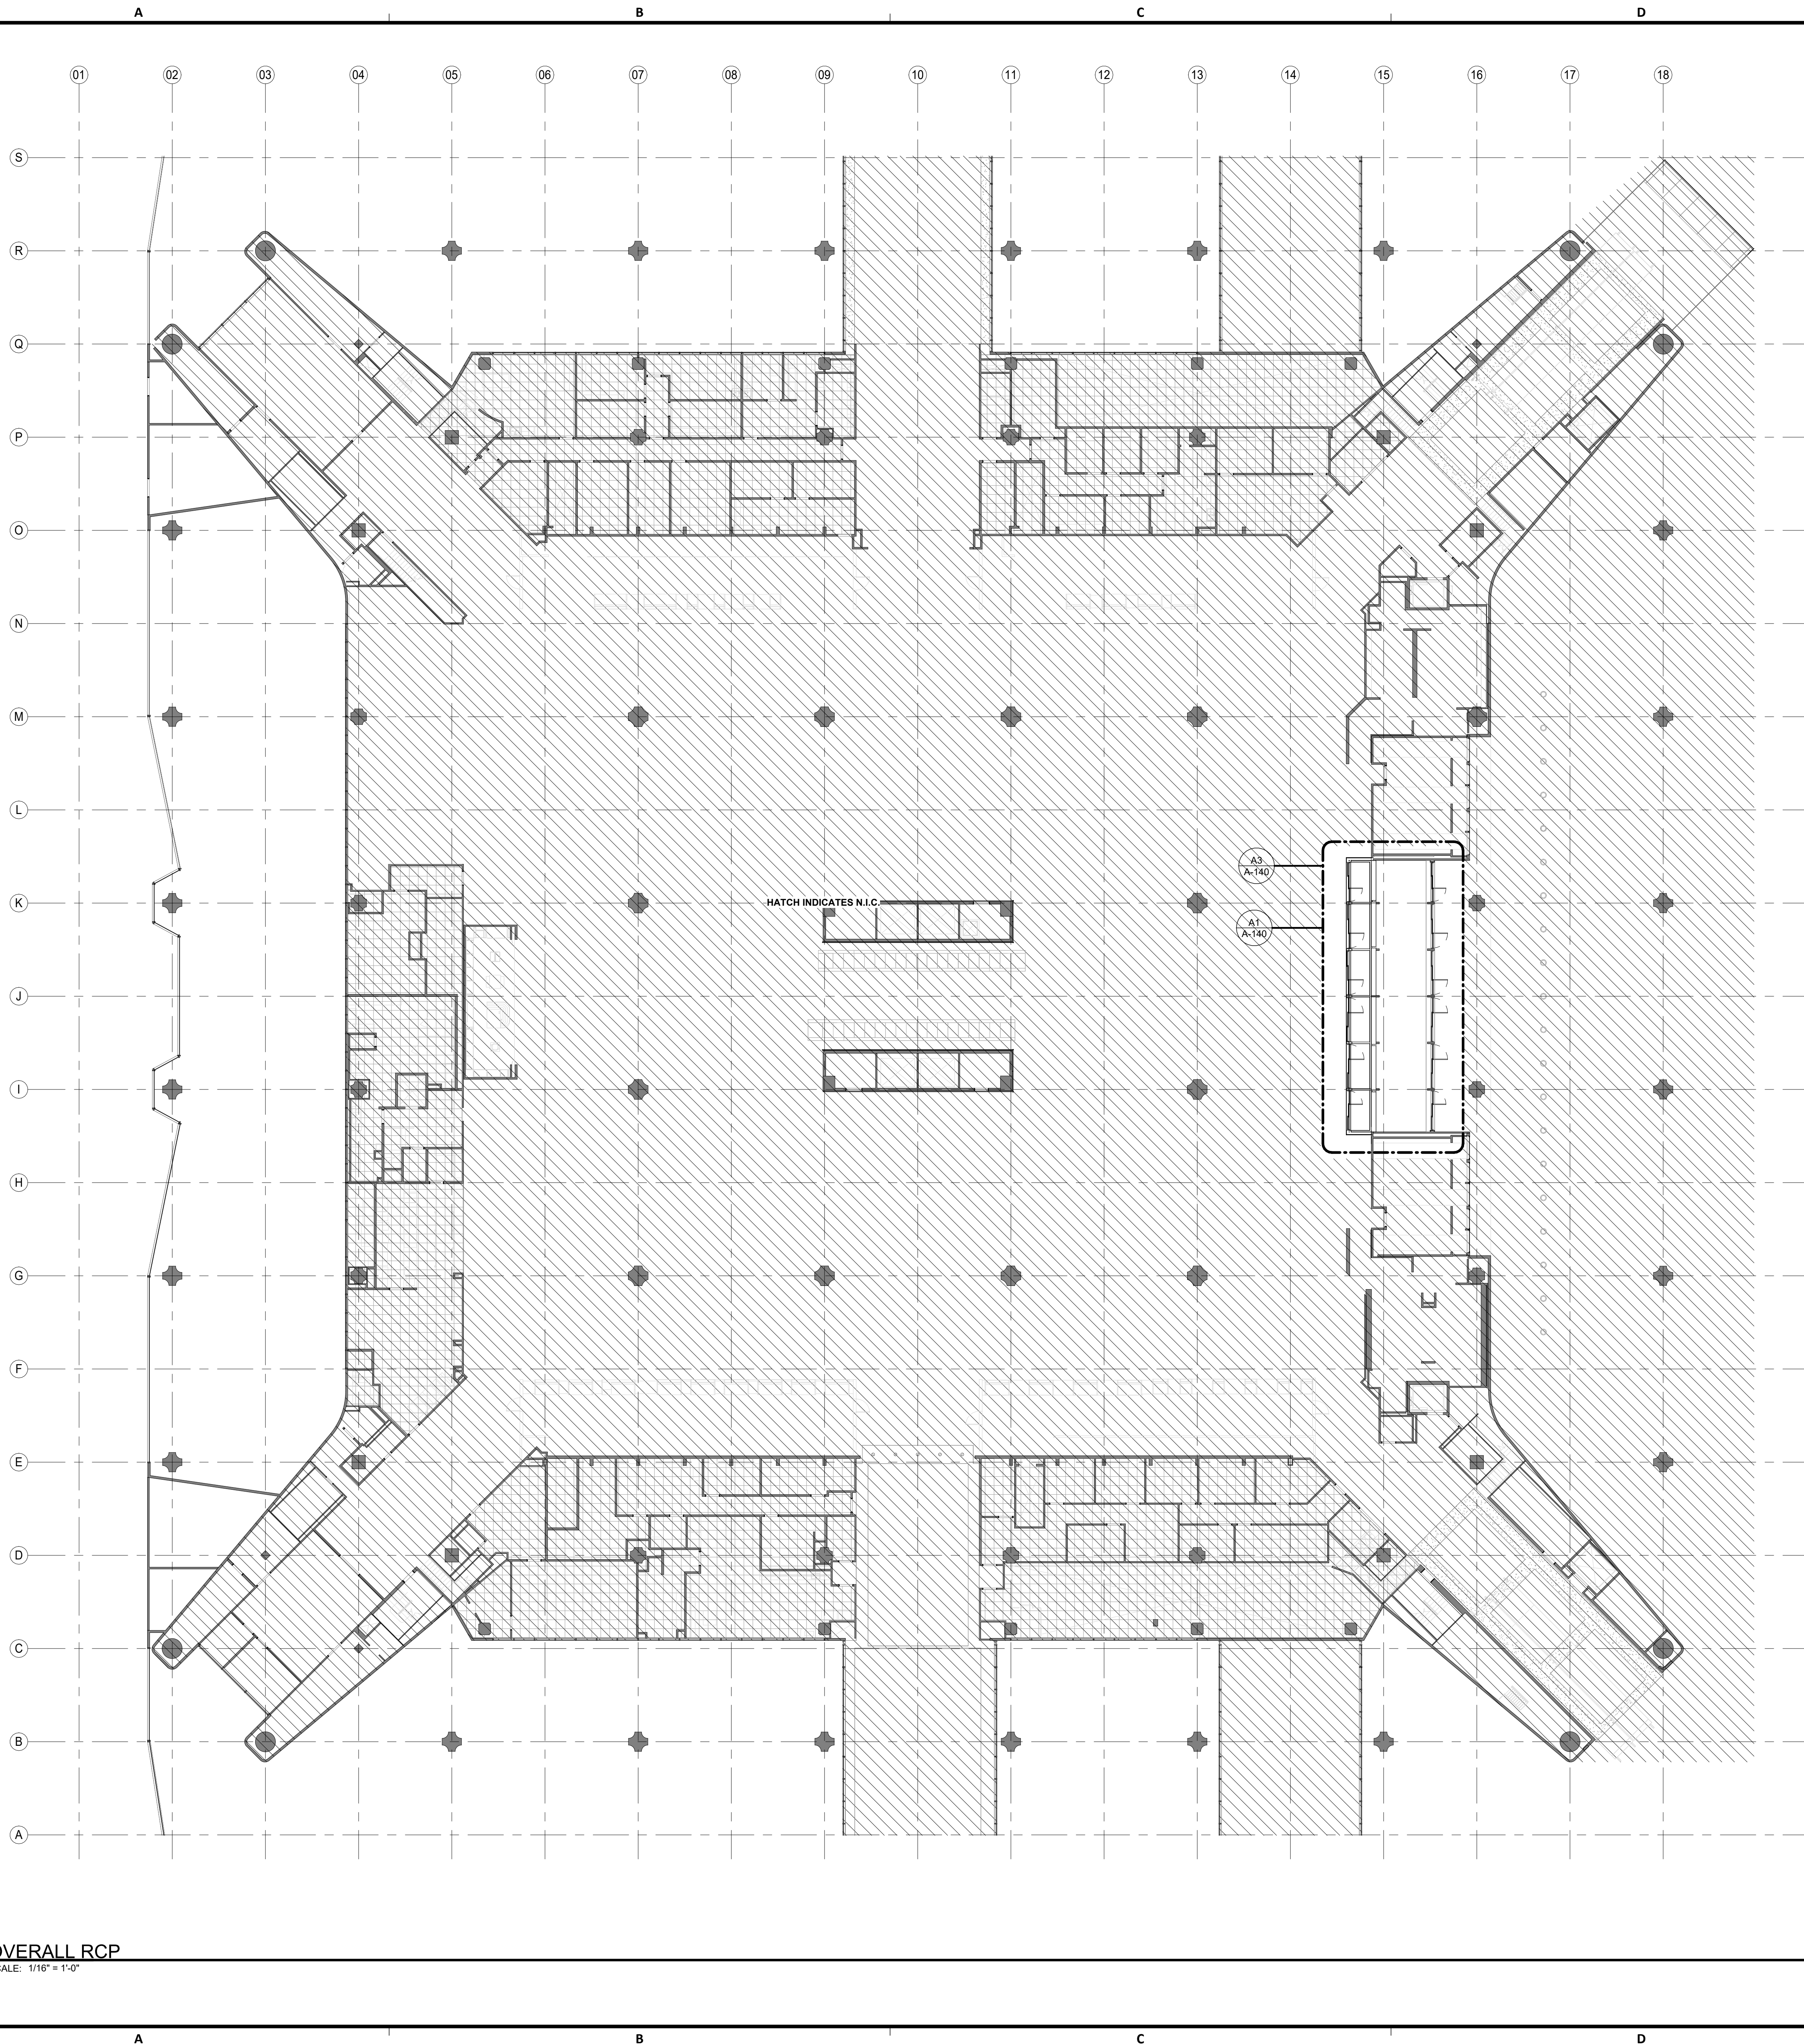 A B C D
01 02 03 04 05 06 07 08 09 10 11 12 13 14 15 16 17 18
S
R
Q
P
O
N
M
L
A3
A-140
K
HATCH INDICATES N.I.C.
A1
A-140
J
I
H
G
F
E
D
C
B
A
OVERALL RCP
CALE: 1/16" = 1'-0"
A B C D